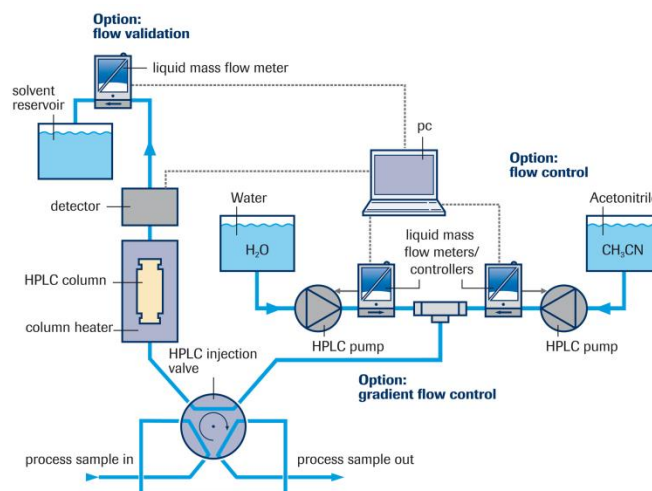 Option:
flow validation
liquid mass flow meter
solvent
reservoir
pc
Option:
flow control
detector
Water
H₂O
liquid mass
flow meters/
controllers
Acetonitrile
CH₃CN
HPLC column
column heater
HPLC pump
HPLC pump
HPLC injection
valve
Option:
gradient flow control
process sample in
process sample out